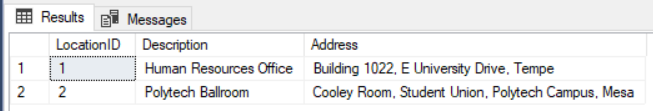 Results Messages
LocationID Description Address
1 1 Human Resources Office Building 1022, E University Drive, Tempe
2 2 Polytech Ballroom Cooley Room, Student Union, Polytech Campus, Mesa